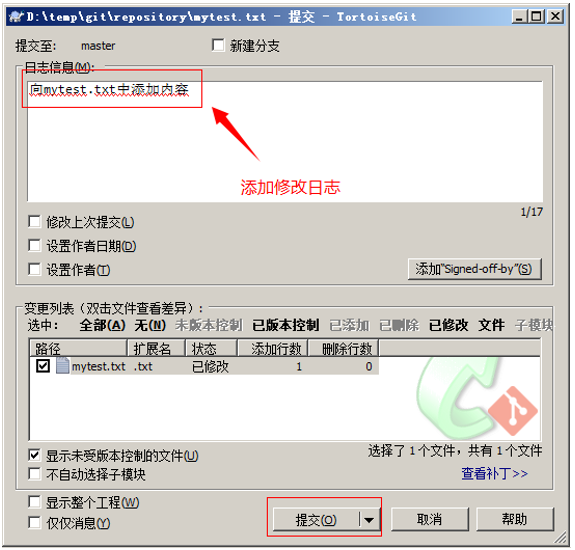 D:\temp\git\repository\mytest.txt - 提交 - TortoiseGit
提交至: master 新建分支
日志信息(M):
向mytest.txt中添加内容
添加修改日志
1/17
修改上次提交(L)
设置作者日期(D)
设置作者(T)
添加"Signed-off-by"(S)
变更列表（双击文件查看差异）:
选中: 全部(A) 无(N) 未版本控制 已版本控制 已添加 已删除 已修改 文件 子模块
路径 扩展名 状态 添加行数 删除行数
mytest.txt .txt 已修改 1 0
显示未受版本控制的文件(U)
选择了 1 个文件，共有 1 个文件
不自动选择子模块
查看补丁>>
显示整个工程(W)
仅仅消息(Y)
提交(O) 取消 帮助